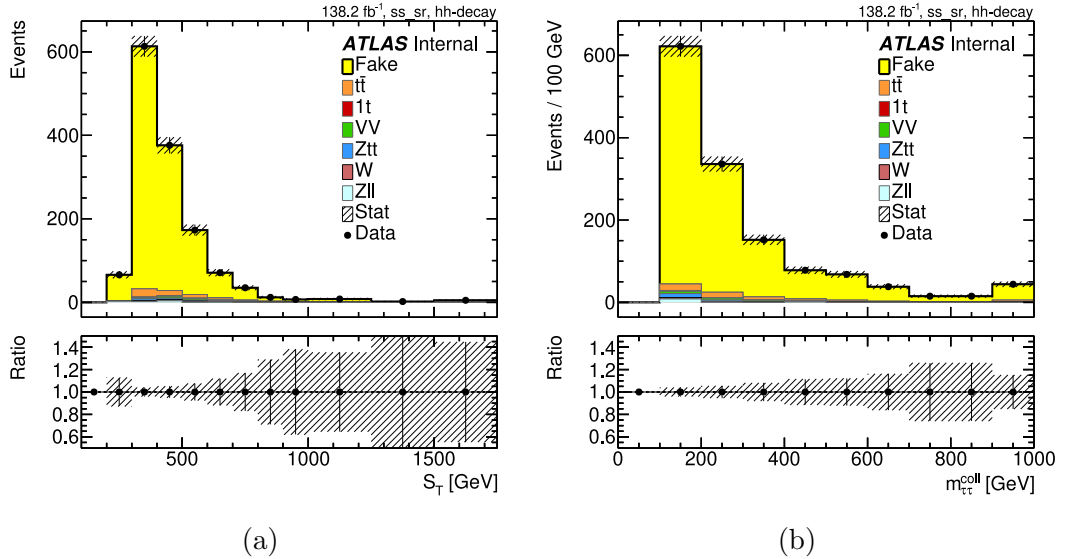 138.2 fb⁻¹, ss_sr, hh-decay
Events
ATLAS Internal
Fake
tt̄
1t
VV
Ztt
W
Zll
Stat
Data
600
400
200
0
Ratio
1.4
1.2
1.0
0.8
0.6
500 1000 1500
S_T [GeV]
(a)
138.2 fb⁻¹, ss_sr, hh-decay
Events / 100 GeV
ATLAS Internal
Fake
tt̄
1t
VV
Ztt
W
Zll
Stat
Data
600
400
200
0
Ratio
1.4
1.2
1.0
0.8
0.6
0 200 400 600 800 1000
m_ττ^coll [GeV]
(b)